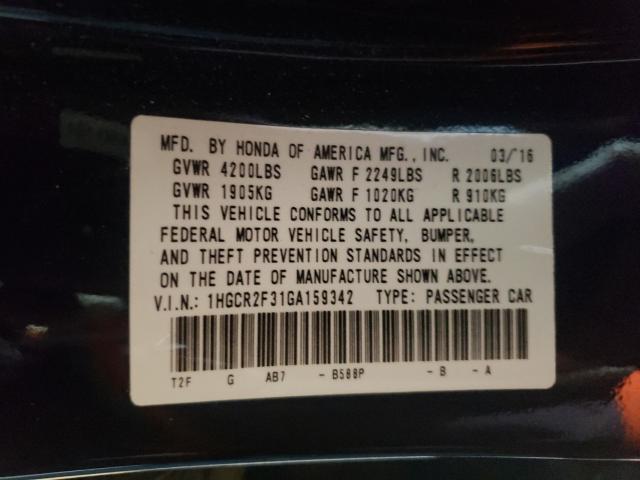 MFD. BY HONDA OF AMERICA MFG., INC. 03/'16
GVWR 4200LBS GAWR F 2249LBS R 2006LBS
GVWR 1905KG GAWR F 1020KG R 910KG
THIS VEHICLE CONFORMS TO ALL APPLICABLE
FEDERAL MOTOR VEHICLE SAFETY, BUMPER,
AND THEFT PREVENTION STANDARDS IN EFFECT
ON THE DATE OF MANUFACTURE SHOWN ABOVE.
V.I.N.: 1HGCR2F31GA159342 TYPE: PASSENGER CAR
T2F G AB7 - B588P - B - A